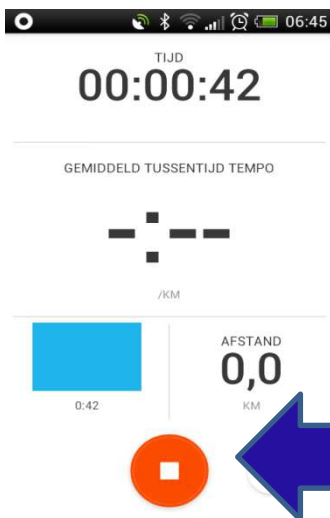 06:45
TIJD
00:00:42
GEMIDDELD TUSSENTIJD TEMPO
-:--
/KM
0:42
AFSTAND
0,0
KM